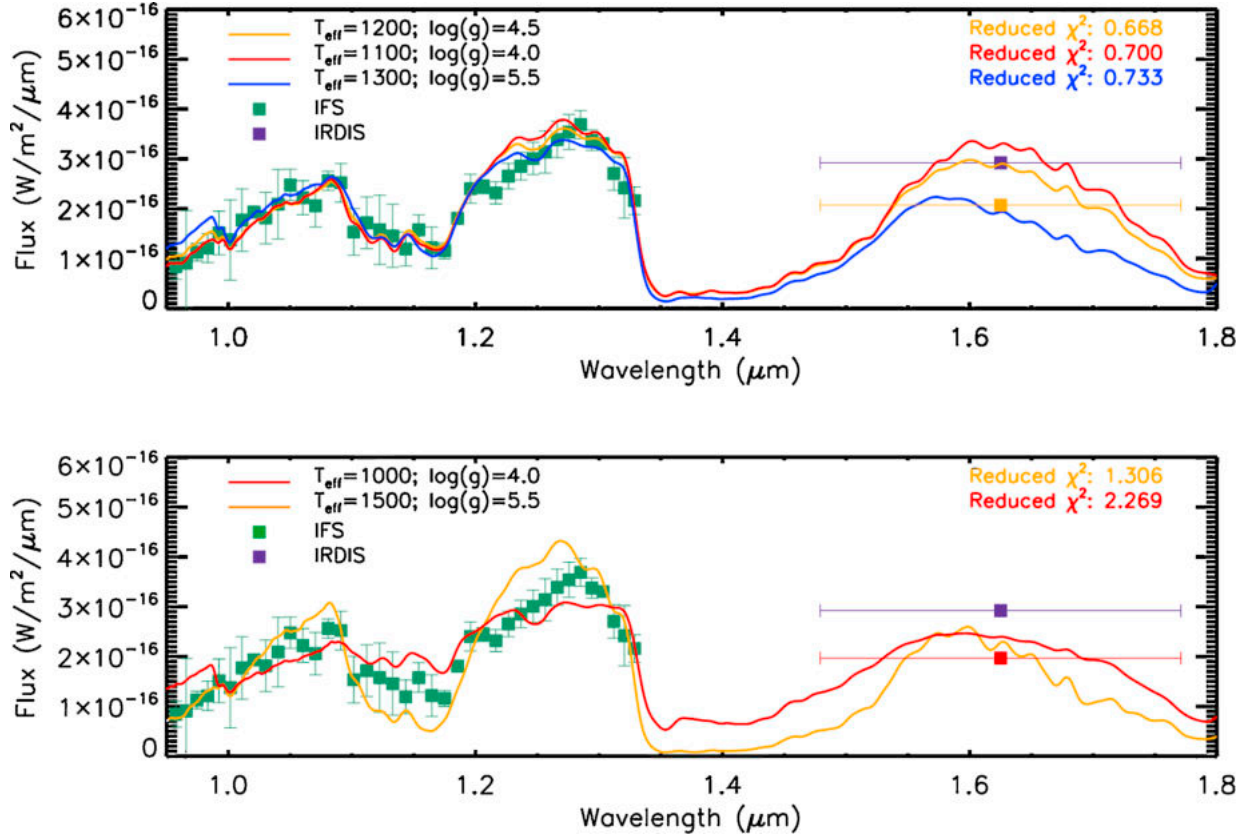 6×10⁻¹⁶
5×10⁻¹⁶
4×10⁻¹⁶
3×10⁻¹⁶
2×10⁻¹⁶
1×10⁻¹⁶
0
Flux (W/m²/μm)
T_eff=1200; log(g)=4.5
T_eff=1100; log(g)=4.0
T_eff=1300; log(g)=5.5
IFS
IRDIS
Reduced χ²: 0.668
Reduced χ²: 0.700
Reduced χ²: 0.733
1.0 1.2 1.4 1.6 1.8
Wavelength (μm)
6×10⁻¹⁶
5×10⁻¹⁶
4×10⁻¹⁶
3×10⁻¹⁶
2×10⁻¹⁶
1×10⁻¹⁶
0
Flux (W/m²/μm)
T_eff=1000; log(g)=4.0
T_eff=1500; log(g)=5.5
IFS
IRDIS
Reduced χ²: 1.306
Reduced χ²: 2.269
1.0 1.2 1.4 1.6 1.8
Wavelength (μm)